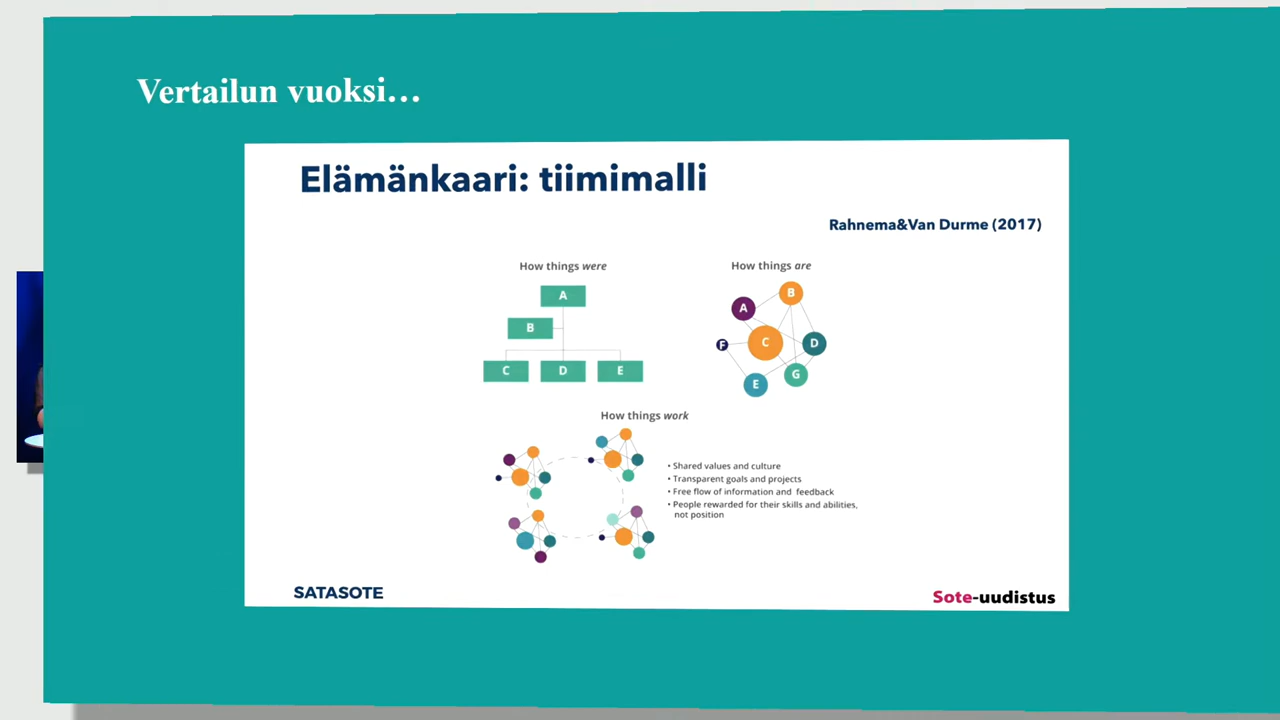 Vertailun vuoksi...
Elämänkaari: tiimimalli
Rahnema&Van Durme (2017)
How things were
A
B
C D E
How things are
A
B
C
D
E
F
G
How things work
• Shared values and culture
• Transparent goals and projects
• Free flow of information and feedback
• People rewarded for their skills and abilities,
not position
SATASOTE
Sote-uudistus